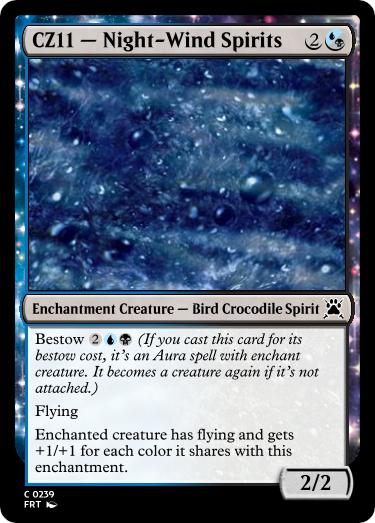 CZ11 — Night-Wind Spirits 2
Enchantment Creature — Bird Crocodile Spirit
Bestow 2 (If you cast this card for its
bestow cost, it's an Aura spell with enchant
creature. It becomes a creature again if it's not
attached.)
Flying
Enchanted creature has flying and gets
+1/+1 for each color it shares with this
enchantment.
2/2
C 0239
FRT